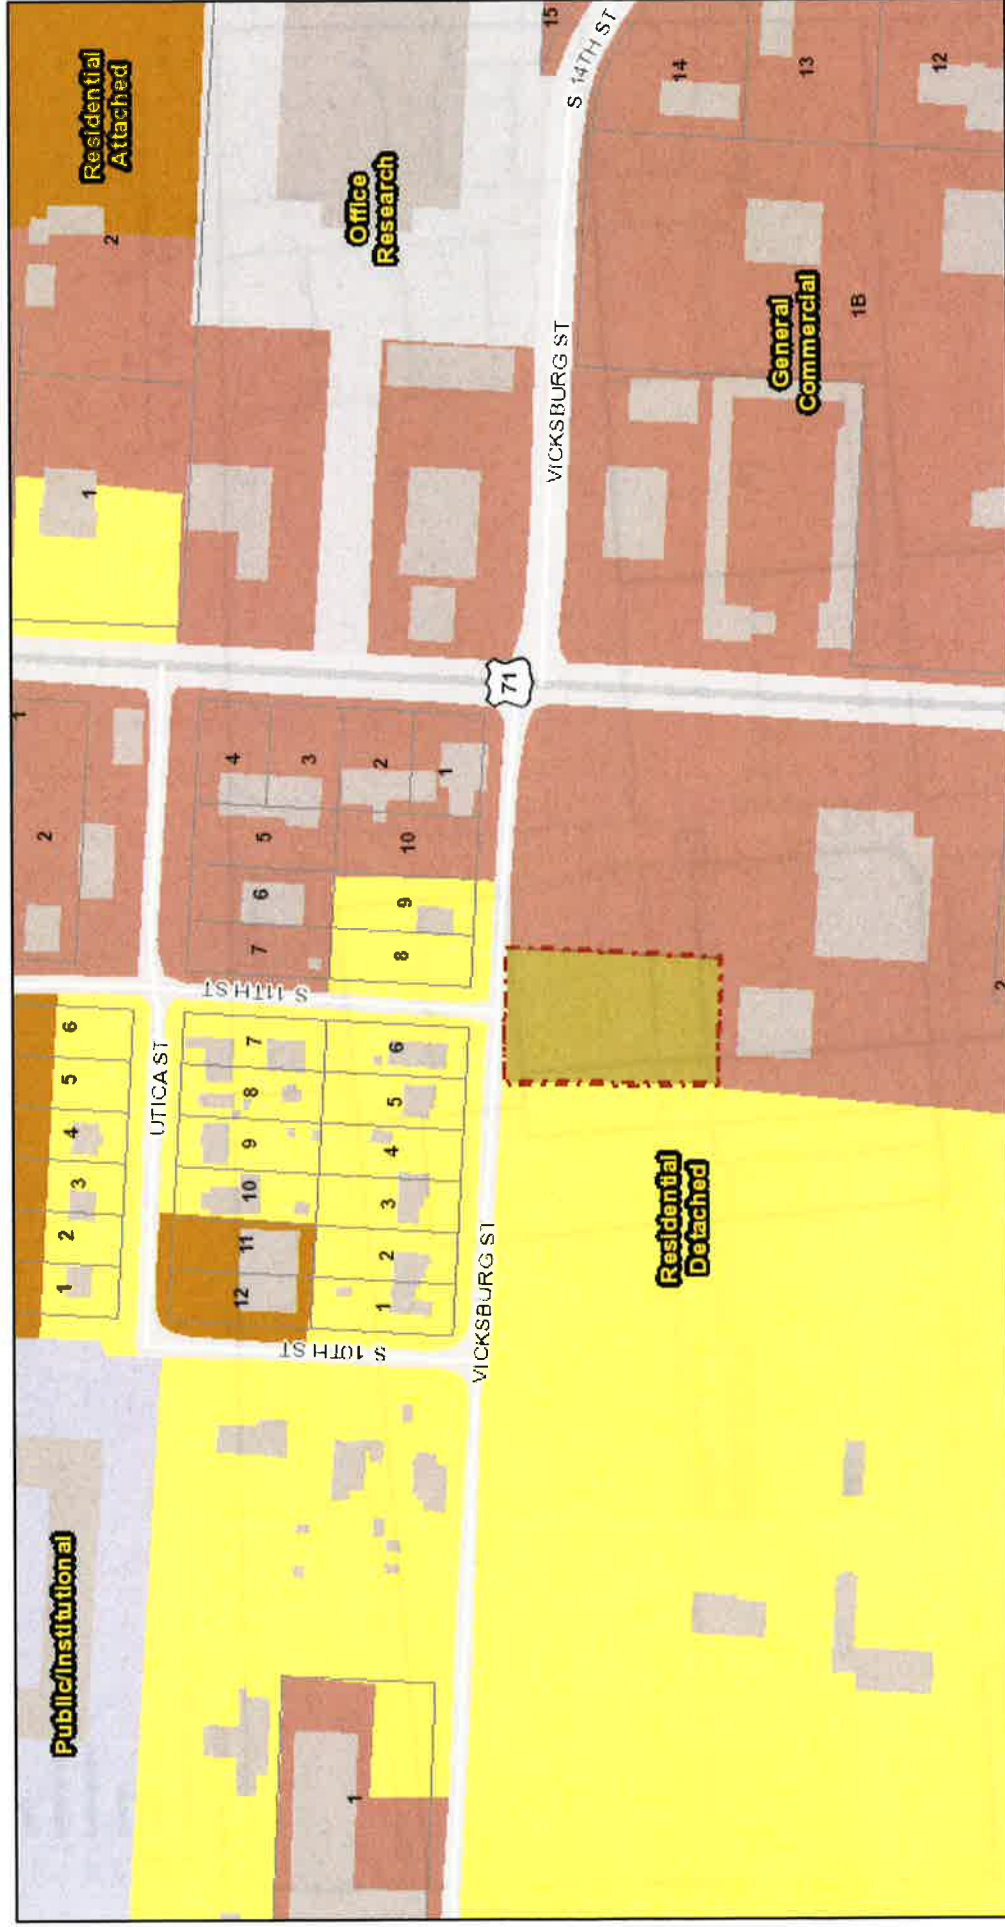 1
2
Public/Institutional
1
2
3
4
5
6
1
Residential
Attached
2
UTICA ST
12
11
10
9
8
7
7
6
5
4
3
S 10TH ST
S 11TH ST
Office
Research
1
1
2
3
4
5
6
8
9
10
2
1
VICKSBURG ST
71
VICKSBURG ST
S 14TH ST
15
Residential
Detached
14
General
Commercial
13
1B
12
2